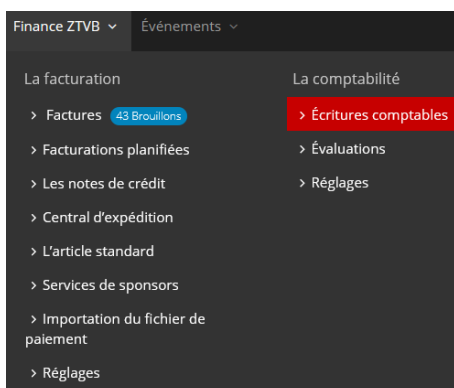 Finance ZTVB Événements
La facturation
Factures 43 Brouillons
Facturations planifiées
Les notes de crédit
Central d'expédition
L'article standard
Services de sponsors
Importation du fichier de
paiement
Réglages
La comptabilité
Écritures comptables
Évaluations
Réglages